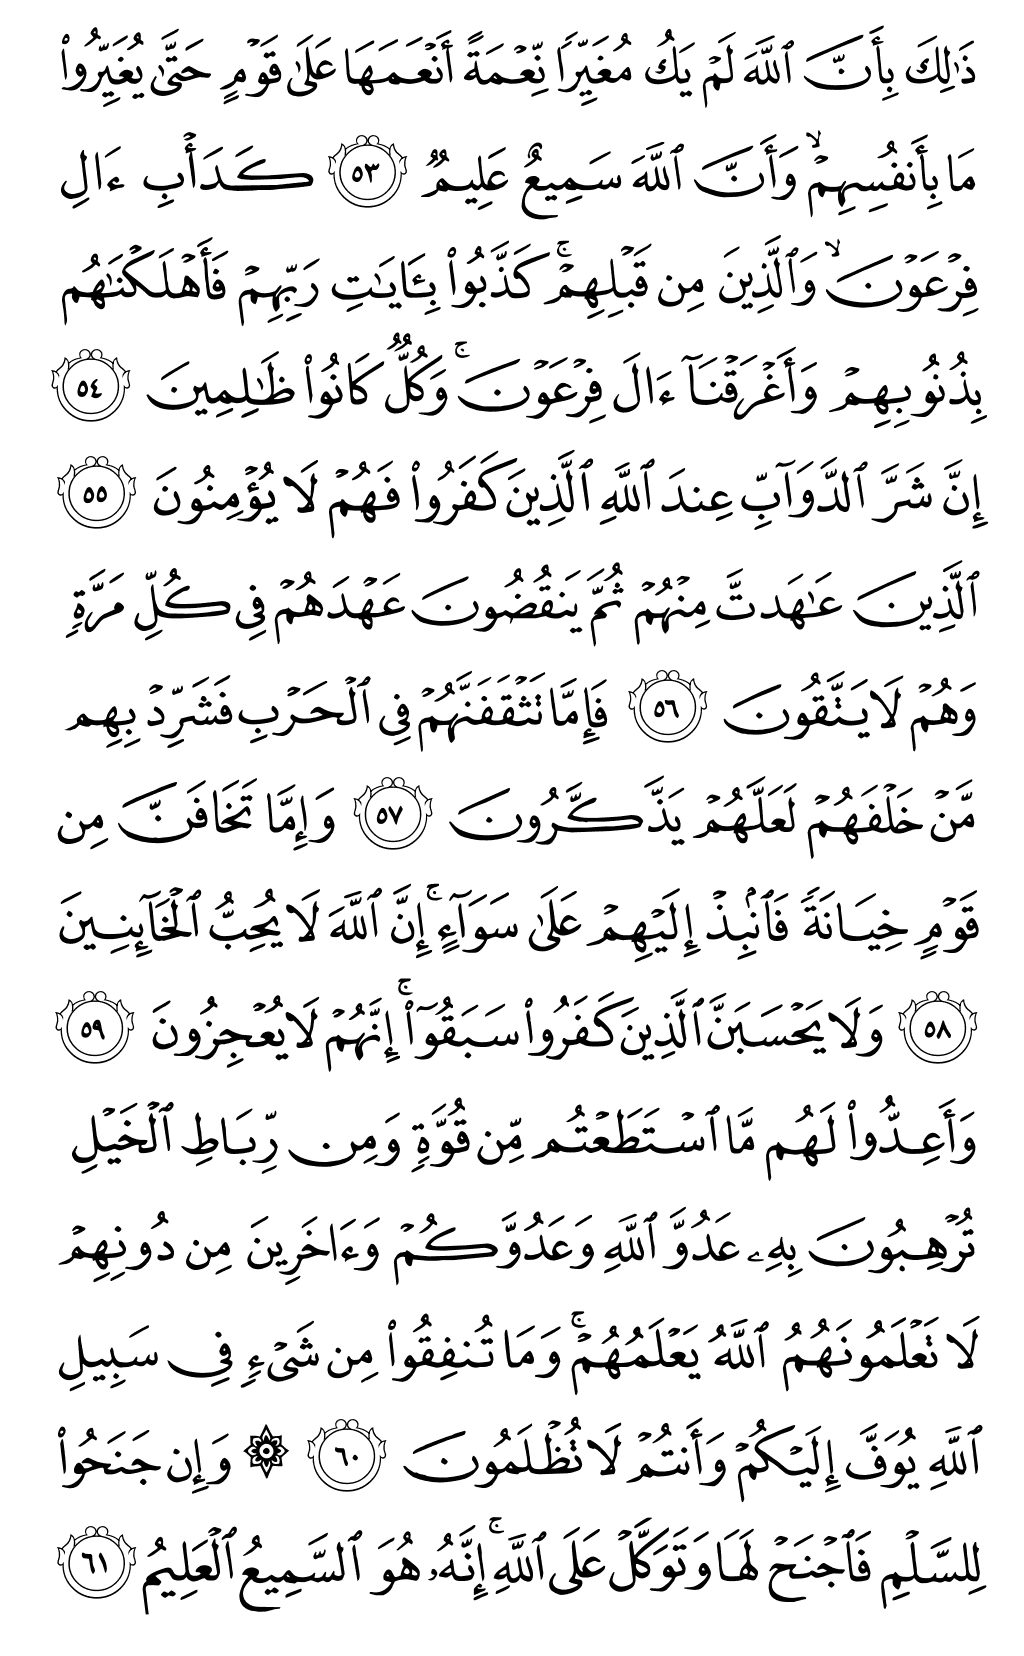 ذَٰلِكَ بِأَنَّ ٱللَّهَ لَمۡ يَكُ مُغَيِّرٗا نِّعۡمَةً أَنۡعَمَهَا عَلَىٰ قَوۡمٍ حَتَّىٰ يُغَيِّرُواْ
مَا بِأَنفُسِهِمۡۙ وَأَنَّ ٱللَّهَ سَمِيعٌ عَلِيمٞ ٥٣ كَدَأۡبِ ءَالِ
فِرۡعَوۡنَۙ وَٱلَّذِينَ مِن قَبۡلِهِمۡۚ كَذَّبُواْ بِـَٔايَٰتِ رَبِّهِمۡ فَأَهۡلَكۡنَٰهُم
بِذُنُوبِهِمۡ وَأَغۡرَقۡنَآ ءَالَ فِرۡعَوۡنَۚ وَكُلّٞ كَانُواْ ظَٰلِمِينَ ٥٤
إِنَّ شَرَّ ٱلدَّوَآبِّ عِندَ ٱللَّهِ ٱلَّذِينَ كَفَرُواْ فَهُمۡ لَا يُؤۡمِنُونَ ٥٥
ٱلَّذِينَ عَٰهَدتَّ مِنۡهُمۡ ثُمَّ يَنقُضُونَ عَهۡدَهُمۡ فِي كُلِّ مَرَّةٖ
وَهُمۡ لَا يَتَّقُونَ ٥٦ فَإِمَّا تَثۡقَفَنَّهُمۡ فِي ٱلۡحَرۡبِ فَشَرِّدۡ بِهِم
مَّنۡ خَلۡفَهُمۡ لَعَلَّهُمۡ يَذَّكَّرُونَ ٥٧ وَإِمَّا تَخَافَنَّ مِن
قَوۡمٍ خِيَانَةٗ فَٱنۢبِذۡ إِلَيۡهِمۡ عَلَىٰ سَوَآءٍۚ إِنَّ ٱللَّهَ لَا يُحِبُّ ٱلۡخَآئِنِينَ
٥٨ وَلَا يَحۡسَبَنَّ ٱلَّذِينَ كَفَرُواْ سَبَقُوٓاْۚ إِنَّهُمۡ لَا يُعۡجِزُونَ ٥٩
وَأَعِدُّواْ لَهُم مَّا ٱسۡتَطَعۡتُم مِّن قُوَّةٖ وَمِن رِّبَاطِ ٱلۡخَيۡلِ
تُرۡهِبُونَ بِهِۦ عَدُوَّ ٱللَّهِ وَعَدُوَّكُمۡ وَءَاخَرِينَ مِن دُونِهِمۡ
لَا تَعۡلَمُونَهُمُ ٱللَّهُ يَعۡلَمُهُمۡۚ وَمَا تُنفِقُواْ مِن شَيۡءٖ فِي سَبِيلِ
ٱللَّهِ يُوَفَّ إِلَيۡكُمۡ وَأَنتُمۡ لَا تُظۡلَمُونَ ٦٠ ۞ وَإِن جَنَحُواْ
لِلسَّلۡمِ فَٱجۡنَحۡ لَهَا وَتَوَكَّلۡ عَلَى ٱللَّهِۚ إِنَّهُۥ هُوَ ٱلسَّمِيعُ ٱلۡعَلِيمُ ٦١